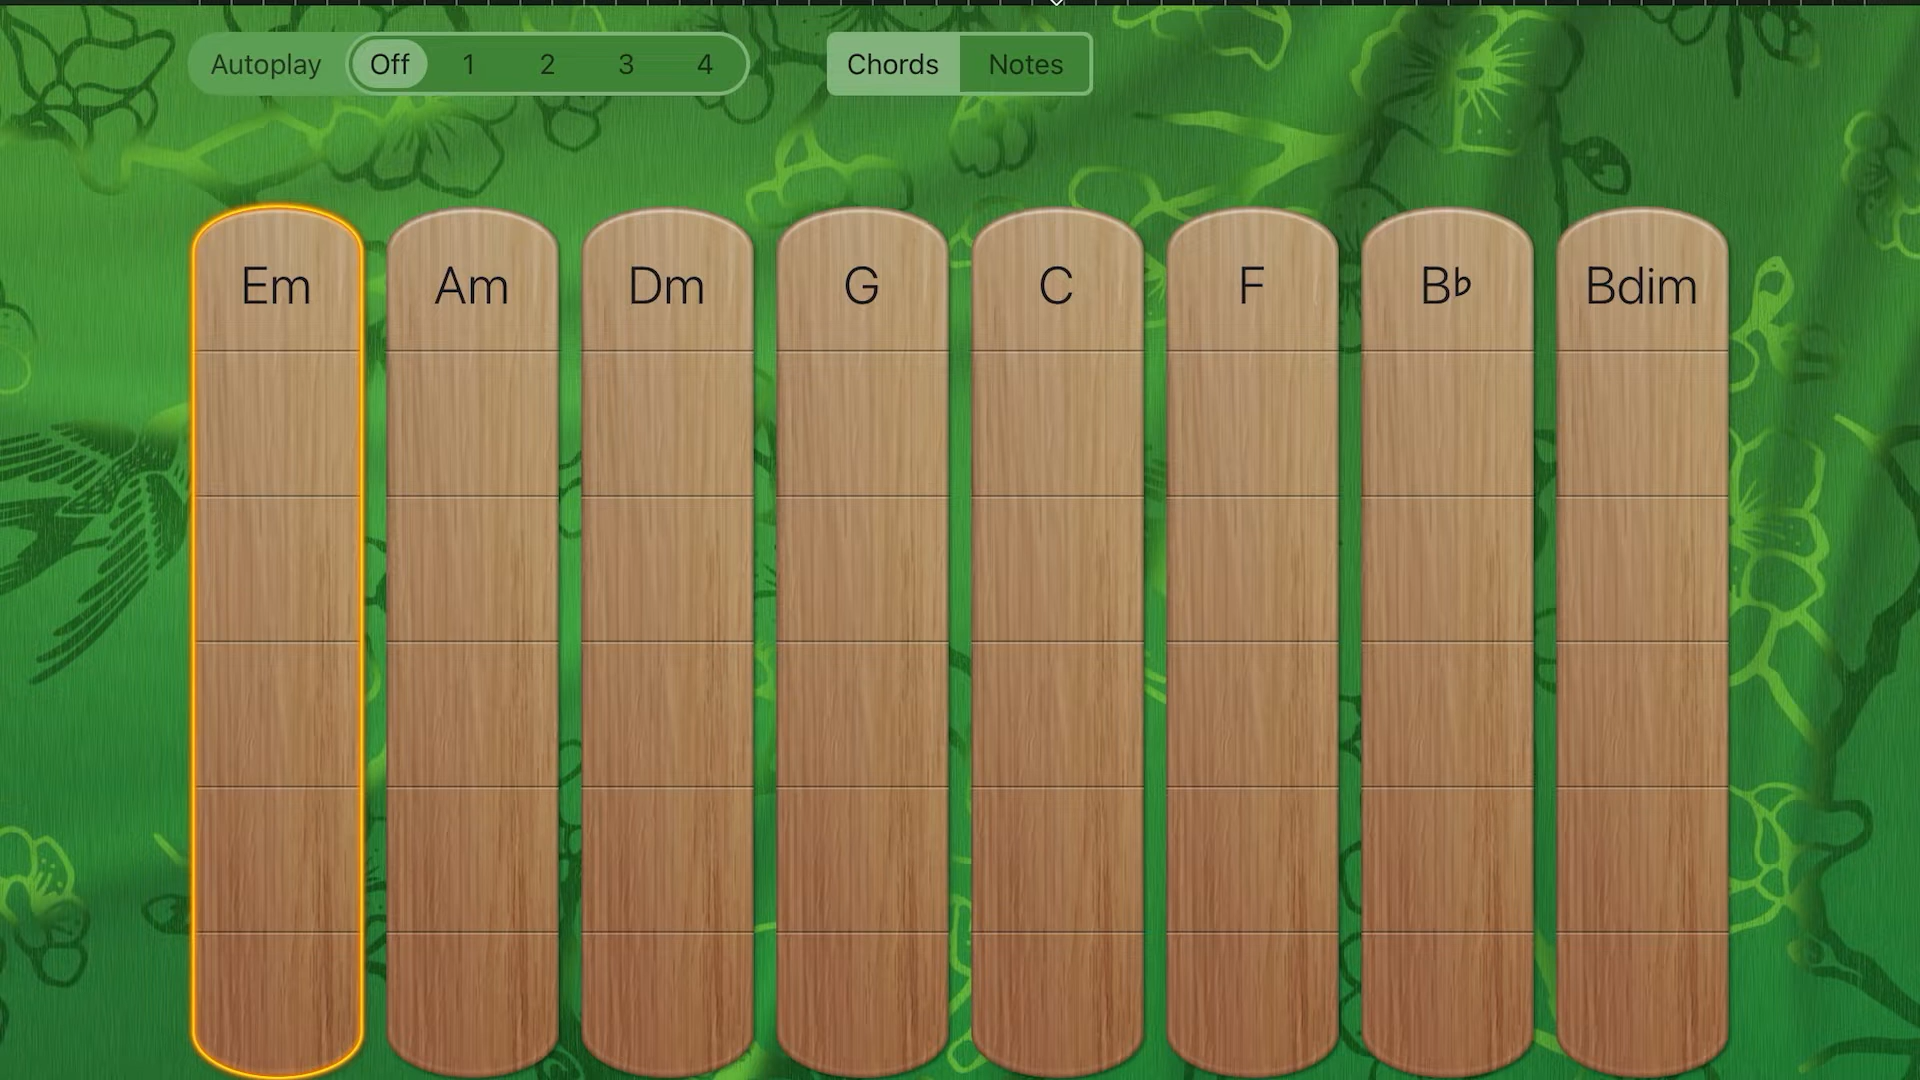 Autoplay Off 1 2 3 4 Chords Notes
Em Am Dm G C F B♭ Bdim